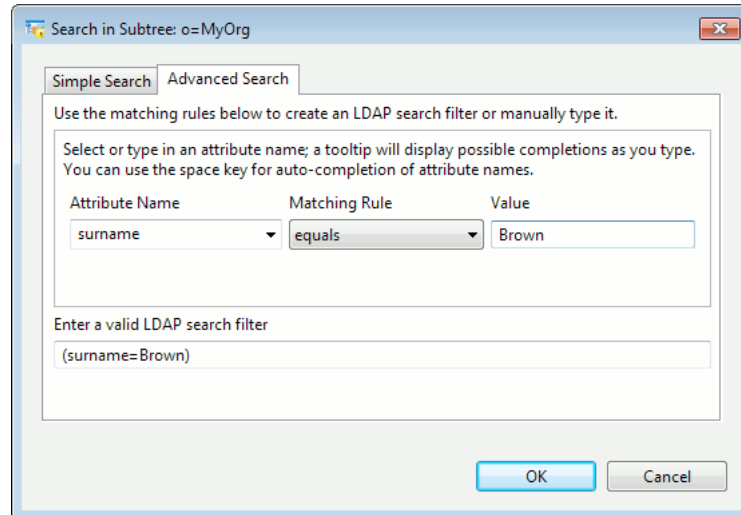 Search in Subtree: o=MyOrg
Simple Search
Advanced Search
Use the matching rules below to create an LDAP search filter or manually type it.
Select or type in an attribute name; a tooltip will display possible completions as you type.
You can use the space key for auto-completion of attribute names.
Attribute Name
Matching Rule
Value
surname
equals
Brown
Enter a valid LDAP search filter
(surname=Brown)
OK
Cancel